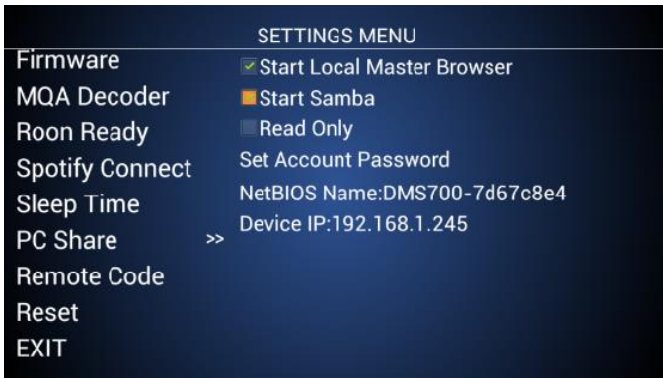 SETTINGS MENU
Firmware
MQA Decoder
Roon Ready
Spotify Connect
Sleep Time
PC Share >>
Remote Code
Reset
EXIT
Start Local Master Browser
Start Samba
Read Only
Set Account Password
NetBIOS Name:DMS700-7d67c8e4
Device IP:192.168.1.245